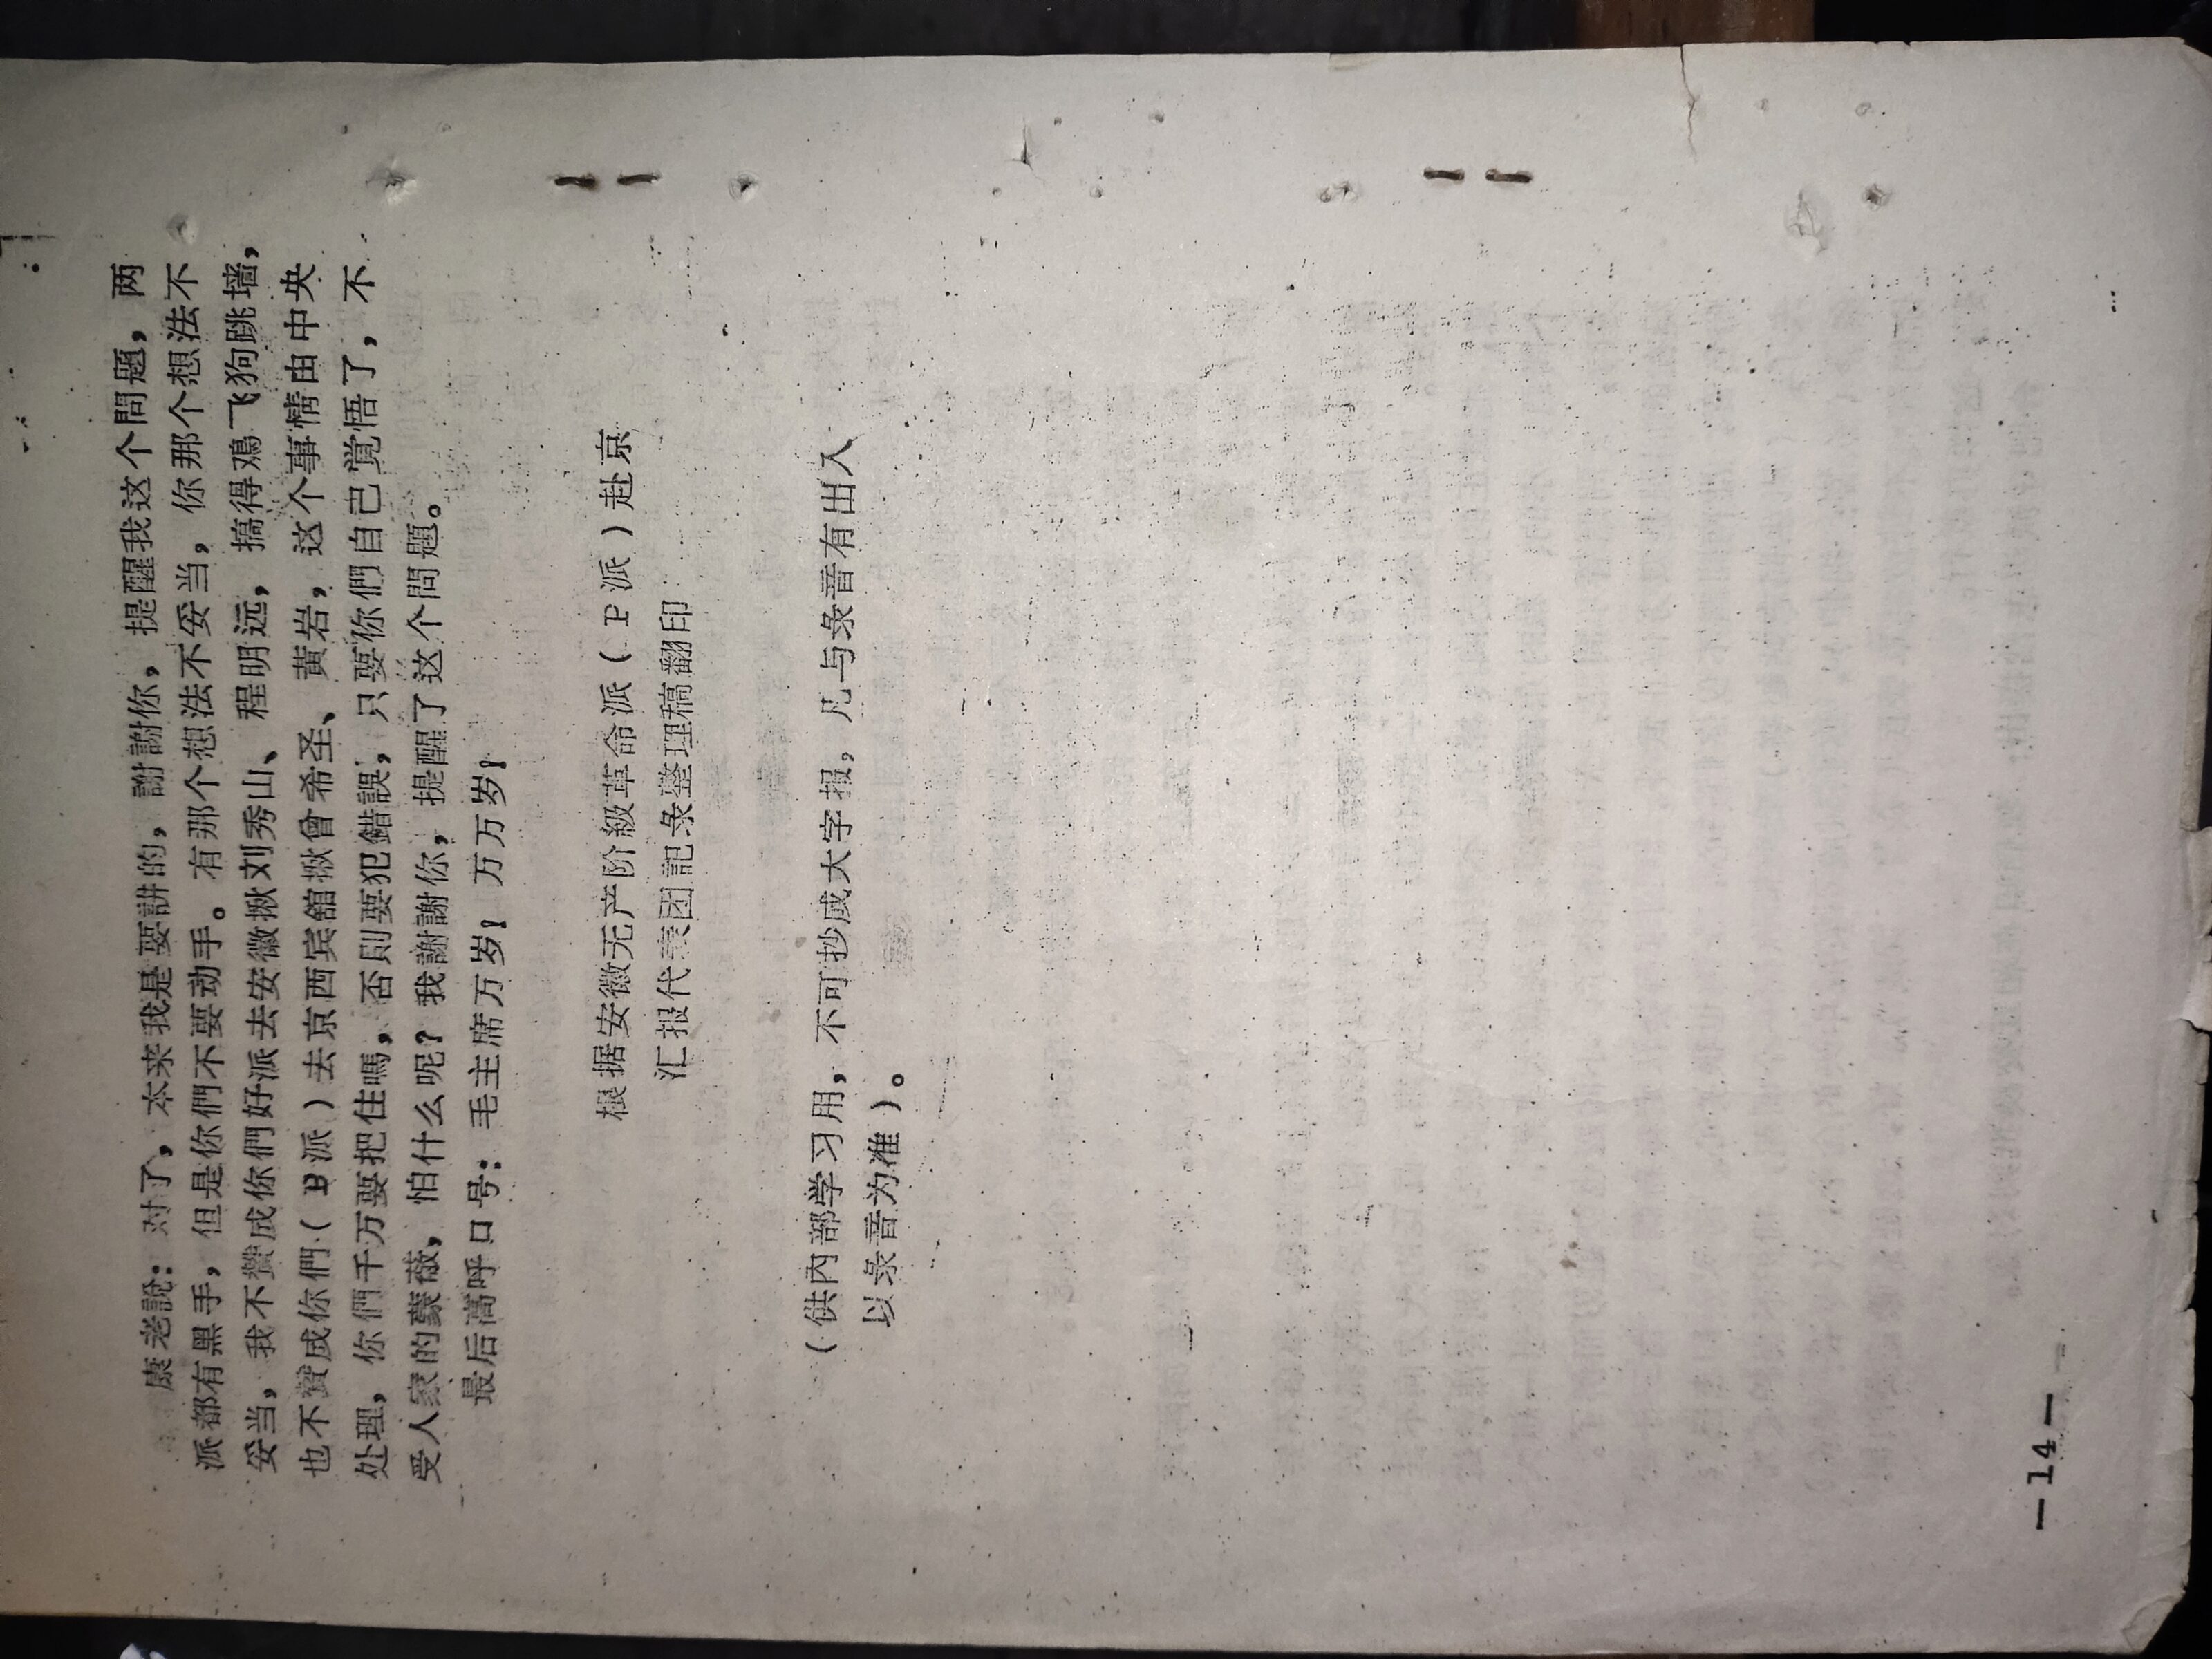 康老說：对了，本来我是要講的，謝謝你，提醒我这个問題，两
派都有黑手，但是你們不要动手。有那个想法不妥当，你那个想法不
妥当，我不贊成你們好派去安徽揪刘秀山、程明远，搞得鷄飞狗跳墙，
也不贊成你們（P派）去京西宾舘揪曾希圣、黄岩，这个事情由中央
处理，你們千万要把住嗎，否則要犯錯誤，只要你們自己覚悟了，不
受人家的蒙蔽，怕什么呢？我謝謝你，提醒了这个問題。
最后高呼口号：毛主席万岁！万万岁！
根据安徽无产阶級革命派（P派）赴京
汇报代表团記彔整理稿翻印
（供內部学习用，不可抄成大字报，凡与彔音有出入
以彔音为准）。
—14—